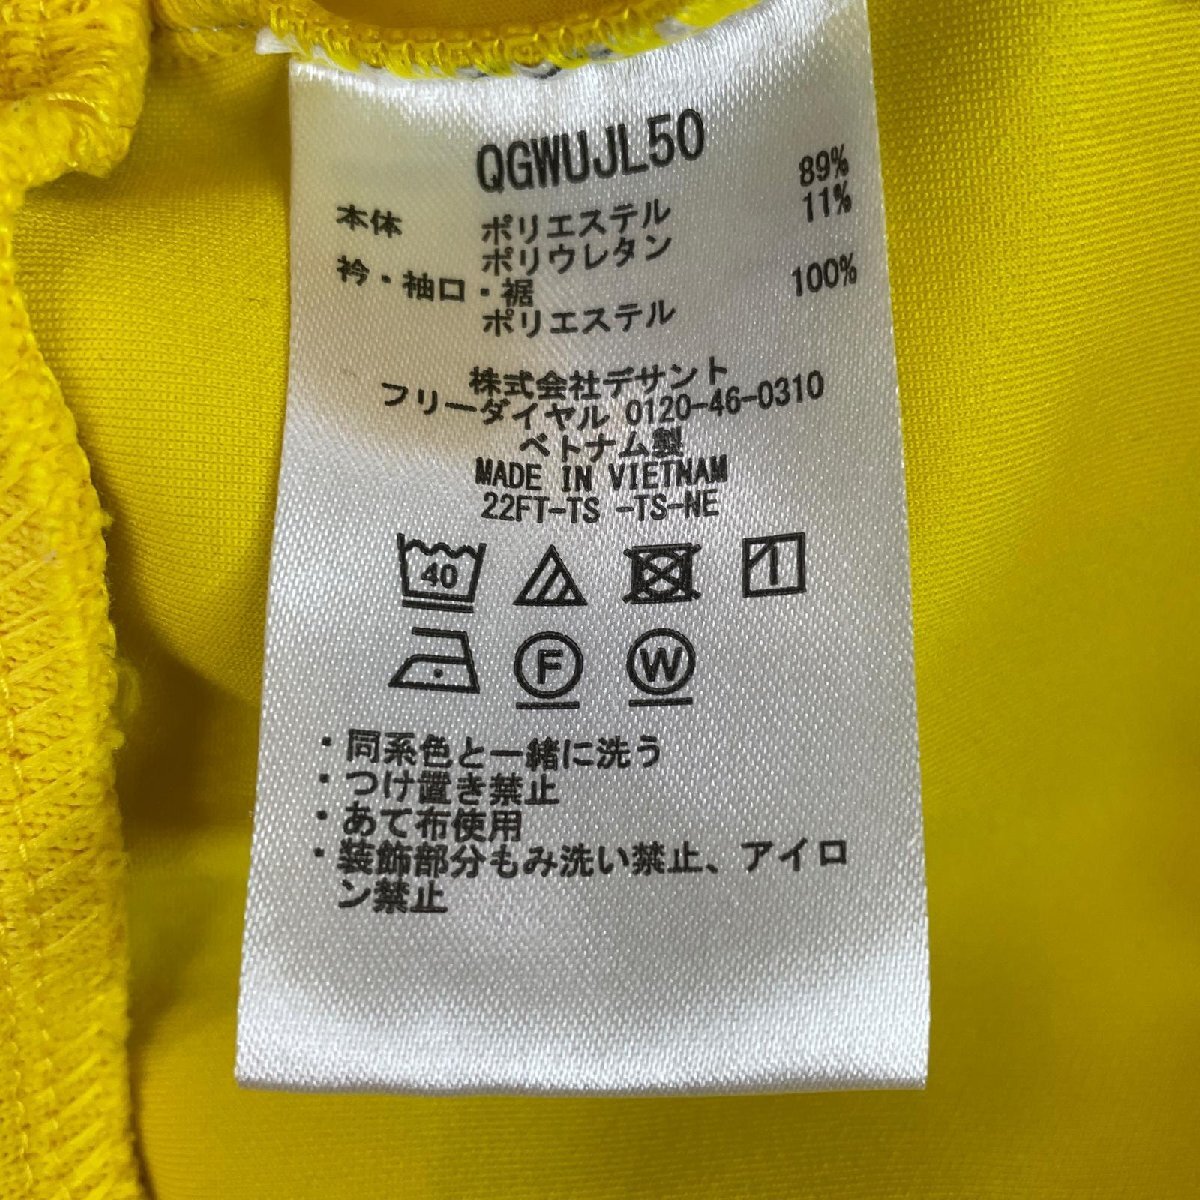 QGWUJL50
本体 ポリエステル 89%
ポリウレタン 11%
衿・袖口・裾
ポリエステル 100%
株式会社デサント
フリーダイヤル 0120-46-0310
ベトナム製
MADE IN VIETNAM
22FT-TS -TS-NE
40
F W
・同系色と一緒に洗う
・つけ置き禁止
・あて布使用
・装飾部分もみ洗い禁止、アイロ
ン禁止